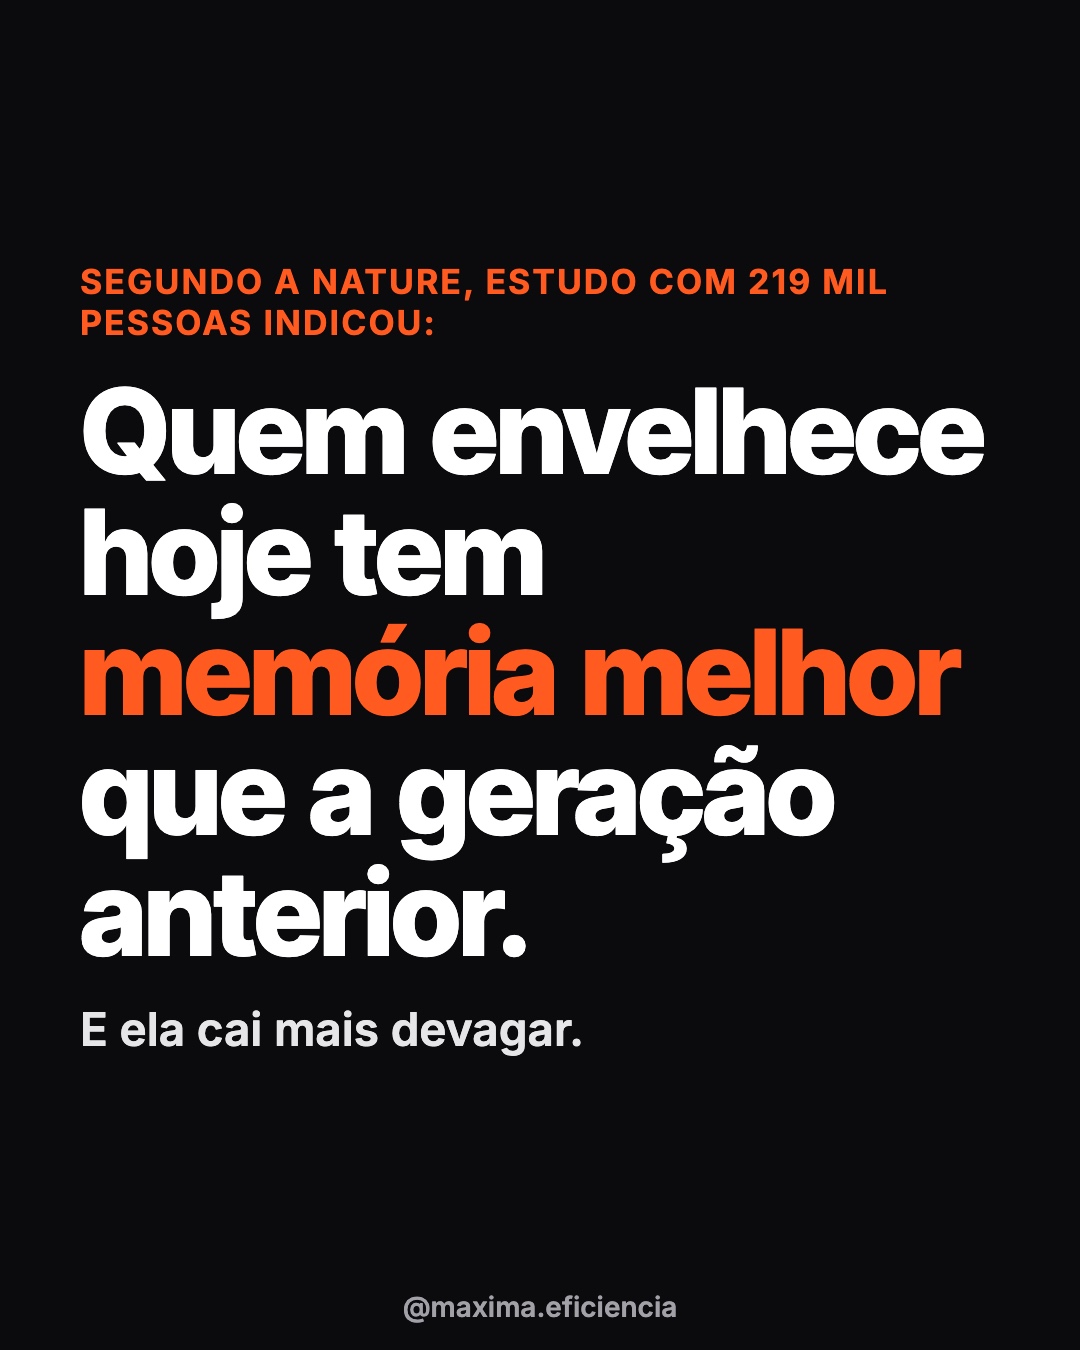 SEGUNDO A NATURE, ESTUDO COM 219 MIL
PESSOAS INDICOU:
Quem envelhece
hoje tem
memória melhor
que a geração
anterior.
E ela cai mais devagar.
@maxima.eficiencia